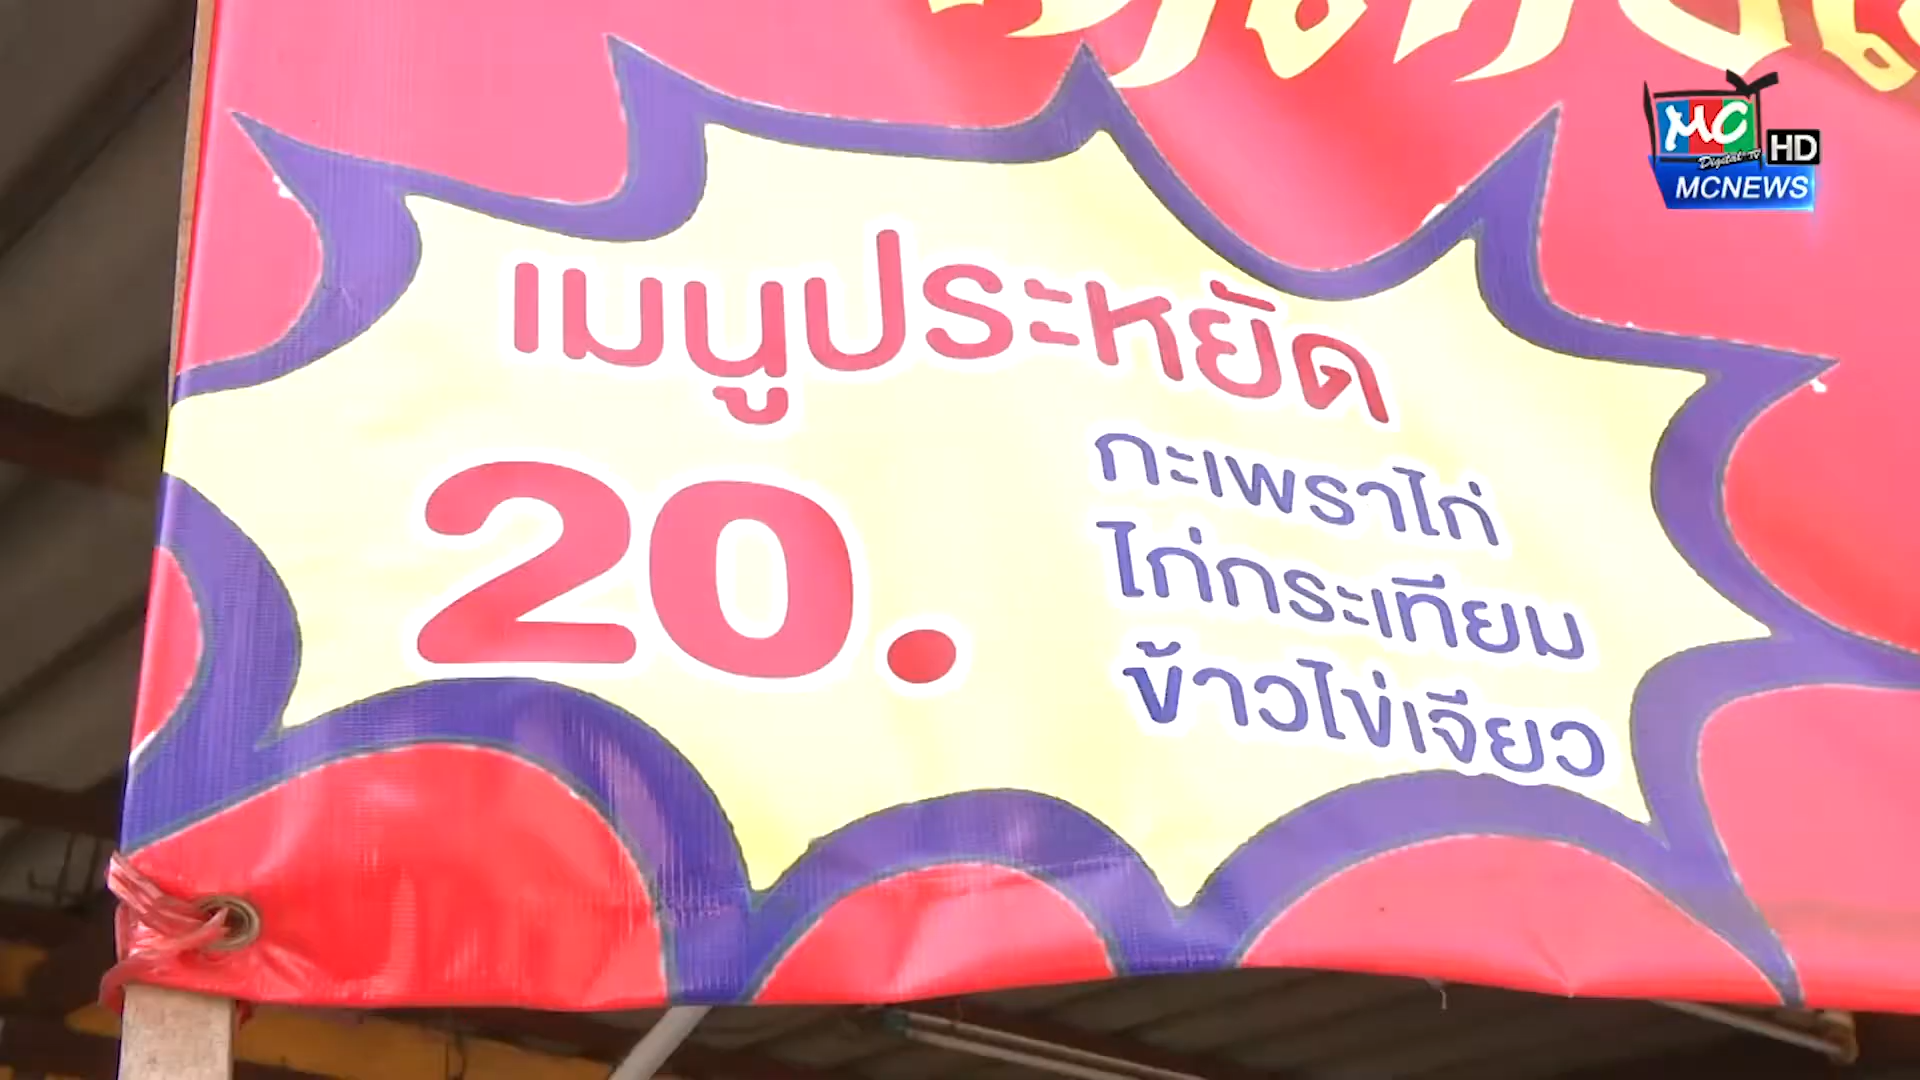 MC
Digital TV
HD
MCNEWS
เมนูประหยัด
20.
กะเพราไก่
ไก่กระเทียม
ข้าวไข่เจียว